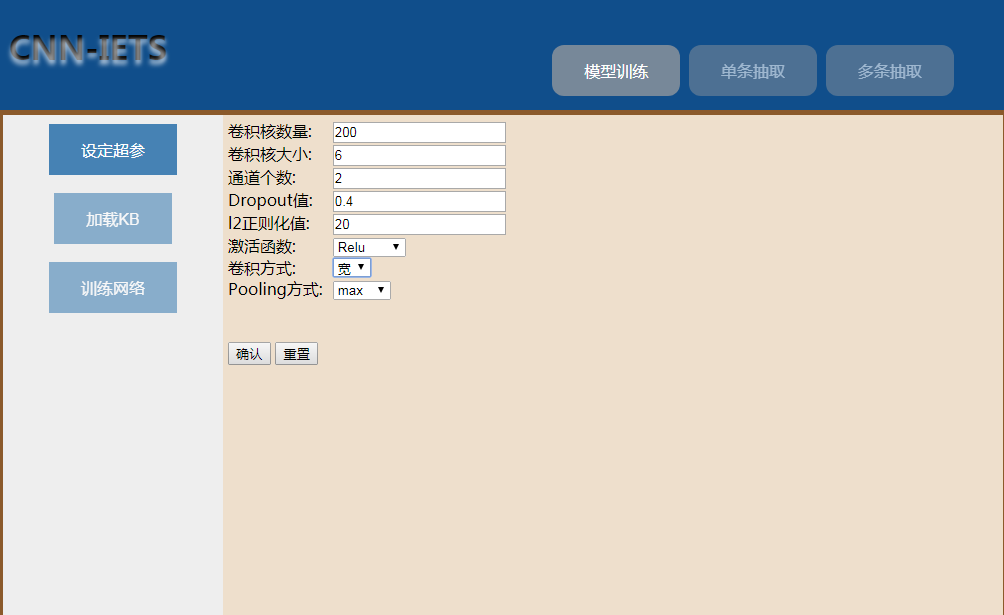 CNN-IETS
模型训练 单条抽取 多条抽取
设定超参
加载KB
训练网络
卷积核数量: 200
卷积核大小: 6
通道个数: 2
Dropout值: 0.4
l2正则化值: 20
激活函数: Relu
卷积方式: 宽
Pooling方式: max
确认 重置